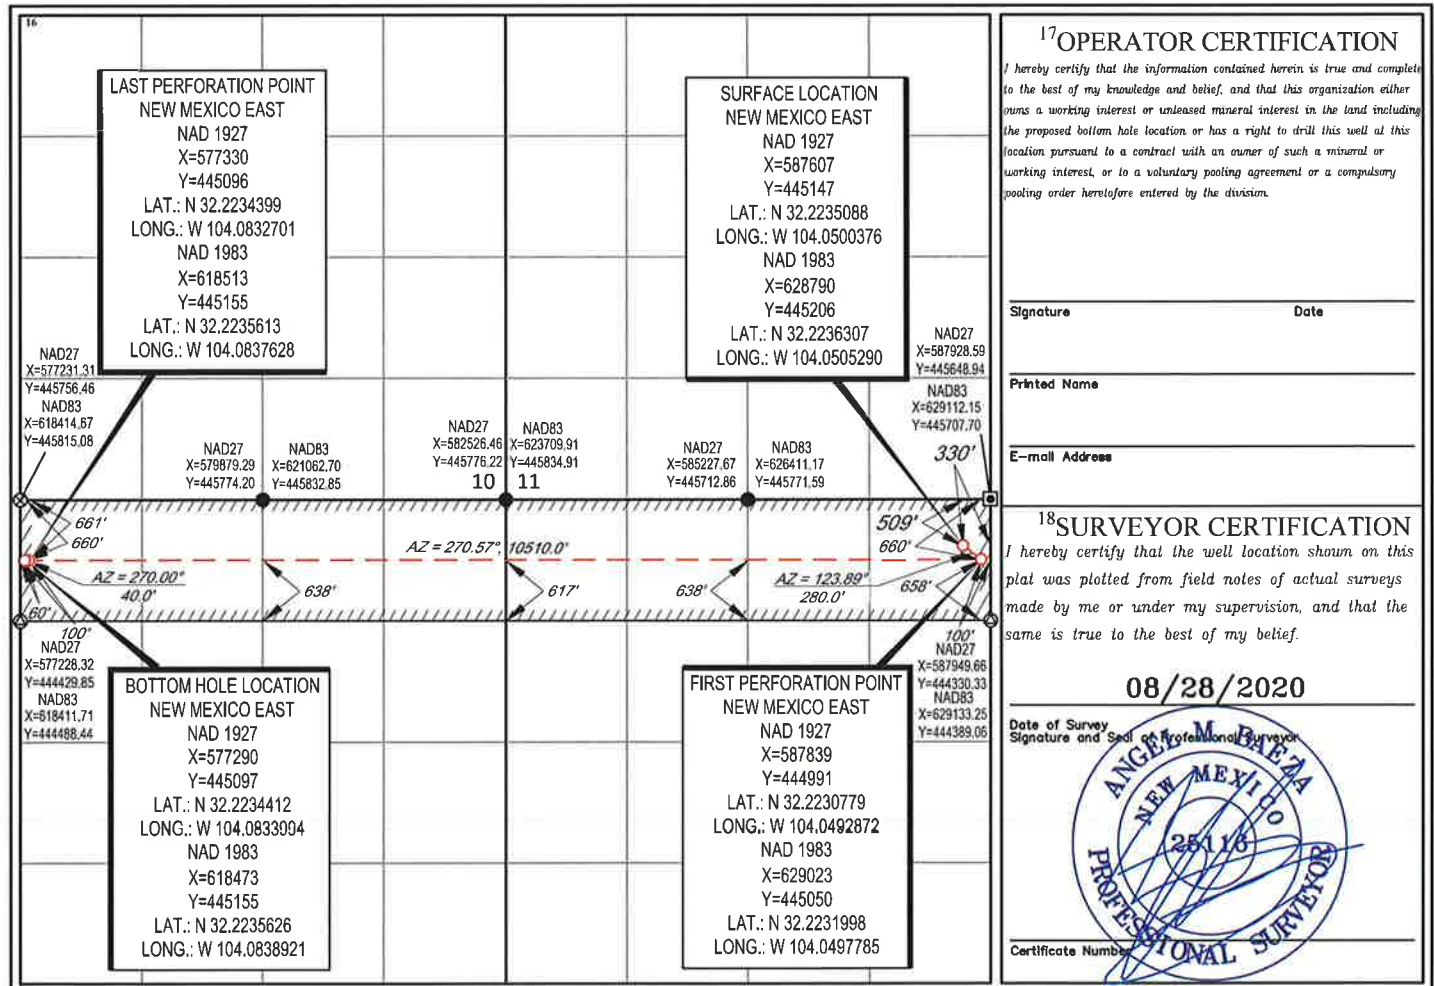 16
LAST PERFORATION POINT
NEW MEXICO EAST
NAD 1927
X=577330
Y=445096
LAT.: N 32.2234399
LONG.: W 104.0832701
NAD 1983
X=618513
Y=445155
LAT.: N 32.2235613
LONG.: W 104.0837628
SURFACE LOCATION
NEW MEXICO EAST
NAD 1927
X=587607
Y=445147
LAT.: N 32.2235088
LONG.: W 104.0500376
NAD 1983
X=628790
Y=445206
LAT.: N 32.2236307
LONG.: W 104.0505290
NAD27
X=577231.31
Y=445756.46
NAD83
X=618414.67
Y=445815.08
NAD27
X=579879.29
Y=445774.20
NAD83
X=621062.70
Y=445832.85
NAD27
X=582526.46
Y=445776.22
NAD83
X=623709.91
Y=445834.91
10 11
NAD27
X=585227.67
Y=445712.86
NAD83
X=626411.17
Y=445771.59
NAD27
X=587928.59
Y=445648.94
NAD83
X=629112.15
Y=445707.70
330'
509'
661'
660'
AZ = 270.57°, 10510.0'
660'
AZ = 270.00°
40.0'
638'
617'
638'
AZ = 123.89°
280.0'
658'
60'
100'
100'
NAD27
X=577228.32
Y=444429.85
NAD83
X=618411.71
Y=444488.44
NAD27
X=587949.66
Y=444330.33
NAD83
X=629133.25
Y=444389.06
BOTTOM HOLE LOCATION
NEW MEXICO EAST
NAD 1927
X=577290
Y=445097
LAT.: N 32.2234412
LONG.: W 104.0833994
NAD 1983
X=618473
Y=445155
LAT.: N 32.2235626
LONG.: W 104.0838921
FIRST PERFORATION POINT
NEW MEXICO EAST
NAD 1927
X=587839
Y=444991
LAT.: N 32.2230779
LONG.: W 104.0492872
NAD 1983
X=629023
Y=445050
LAT.: N 32.2231998
LONG.: W 104.0497785
17 OPERATOR CERTIFICATION
I hereby certify that the information contained herein is true and complete
to the best of my knowledge and belief, and that this organization either
owns a working interest or unleased mineral interest in the land including
the proposed bottom hole location or has a right to drill this well at this
location pursuant to a contract with an owner of such a mineral or
working interest, or to a voluntary pooling agreement or a compulsory
pooling order heretofore entered by the division.
Signature Date
Printed Name
E-mail Address
18 SURVEYOR CERTIFICATION
I hereby certify that the well location shown on this
plat was plotted from field notes of actual surveys
made by me or under my supervision, and that the
same is true to the best of my belief.
08/28/2020
Date of Survey
Signature and Seal of Professional Surveyor
ANGEL M. BAEZA
NEW MEXICO
25116
PROFESSIONAL SURVEYOR
Certificate Number